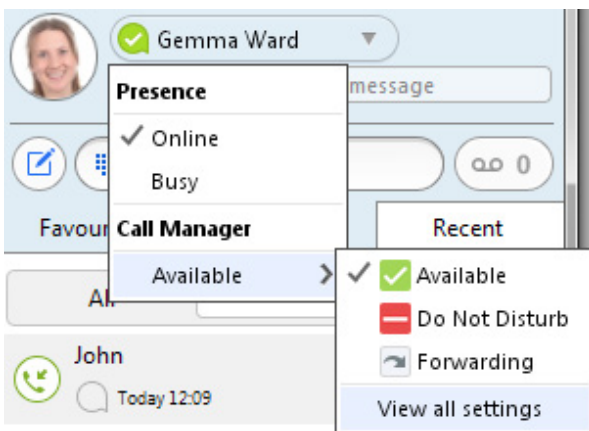 Gemma Ward
Presence
message
Online
Busy
0
Favour
Call Manager
Recent
Available
Available
Do Not Disturb
Forwarding
View all settings
John
Today 12:09